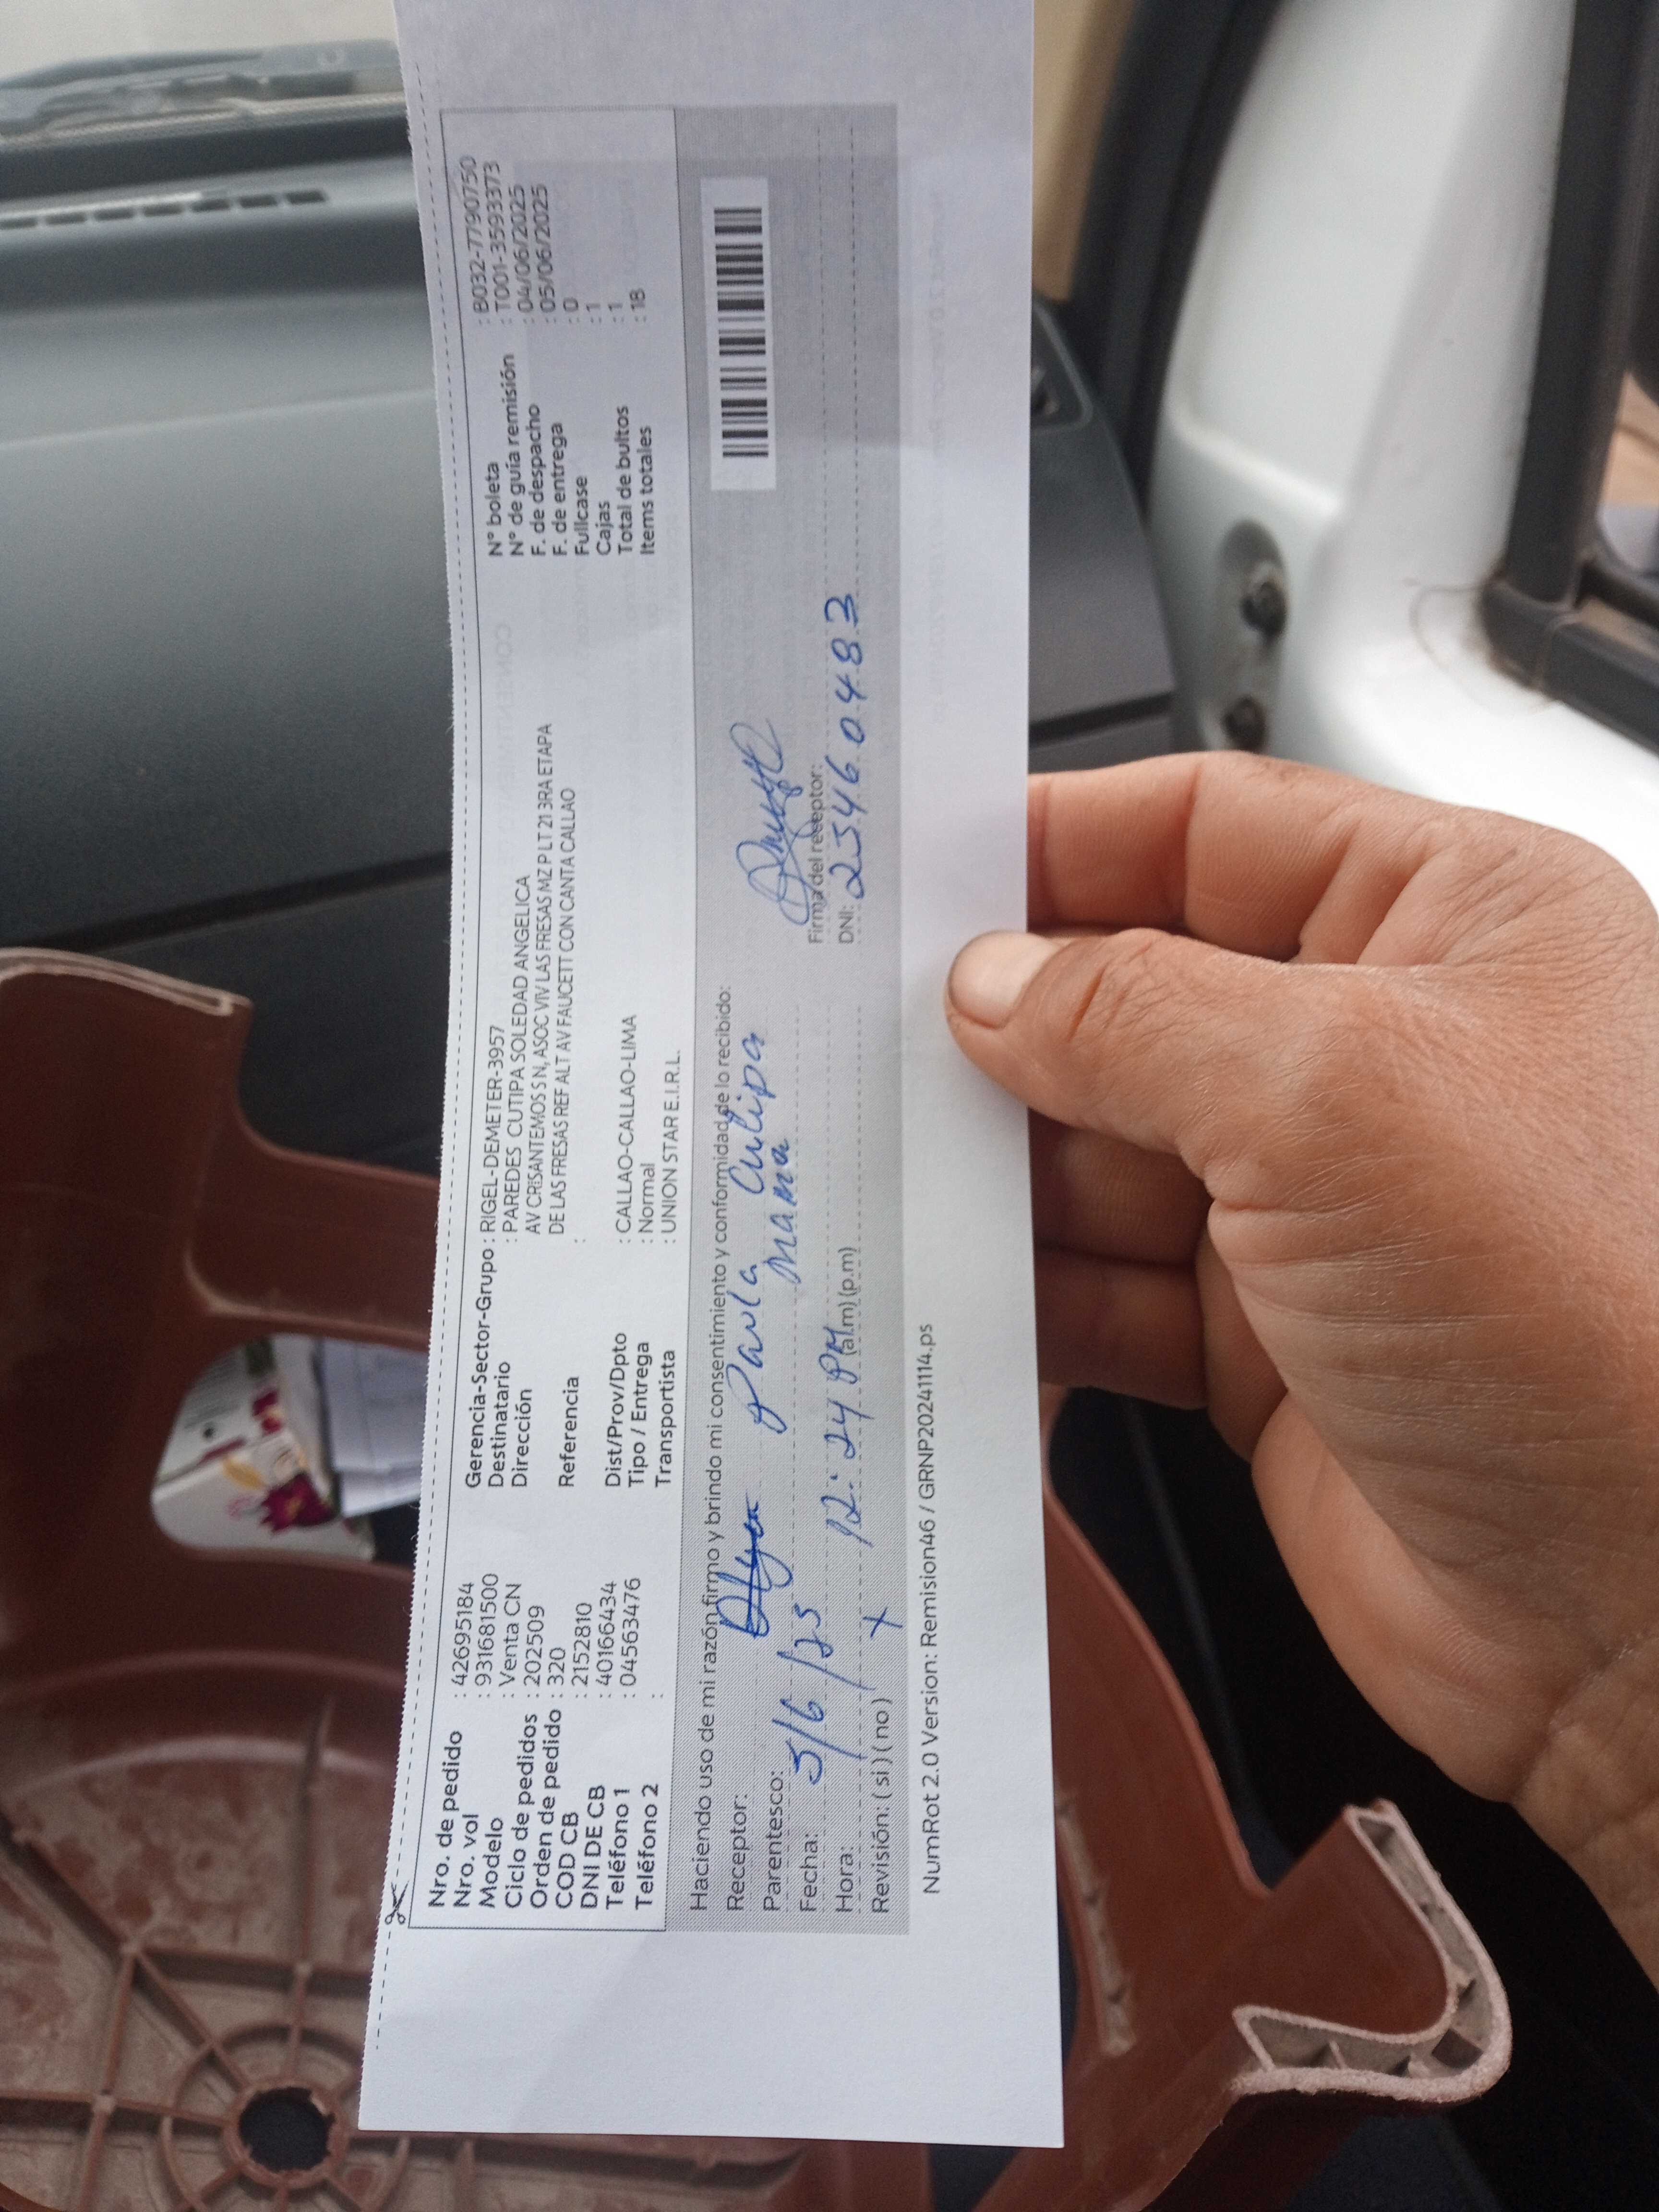 Nro. de pedido : 42695184
Nro. vol : 931681500
Modelo : Venta CN
Ciclo de pedidos : 202509
Orden de pedido : 320
COD CB : 2152810
DNI DE CB : 40166434
Teléfono 1 : 04563476
Teléfono 2 :
Gerencia-Sector-Grupo : RIGEL-DEMETER-3957
Destinatario : PAREDES CUTIPA SOLEDAD ANGELICA
Dirección AV CRISANTEMOS S N, ASOC VIV LAS FRESAS MZ P LT 21 3RA ETAPA
DE LAS FRESAS REF ALT AV FAUCETT CON CANTA CALLAO
Referencia :
Dist/Prov/Dpto : CALLAO-CALLAO-LIMA
Tipo / Entrega : Normal
Transportista : UNION STAR E.I.R.L.
N° boleta : B032-7790750
N° de guía remisión : T001-3593373
F. de despacho : 04/06/2025
F. de entrega : 05/06/2025
Fullcase : 0
Cajas : 1
Total de bultos : 1
Items totales : 18
Haciendo uso de mi razón firmo y brindo mi consentimiento y conformidad de lo recibido:
Receptor: Paula Cutipa
Parentesco: mama
Fecha: 5/6/25
Hora: 12:24 PM (a.m) (p.m)
Revisión: ( si ) ( no ) X
Firma del receptor:
DNI: 23460483
NumRot 2.0 Version: Remision46 / GRNP20241114.ps